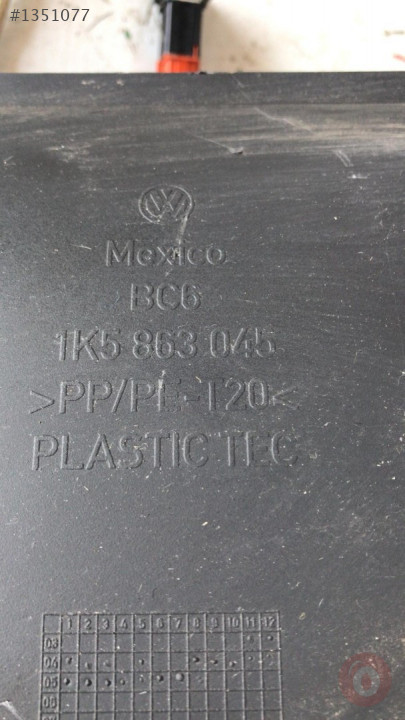 #1351077
VW
Mexico
BC6
1K5 863 045
>PP/PE-T20<
PLASTIC TEC
1 2 3 4 5 6 7 8 9 10 11 12
03
04
05